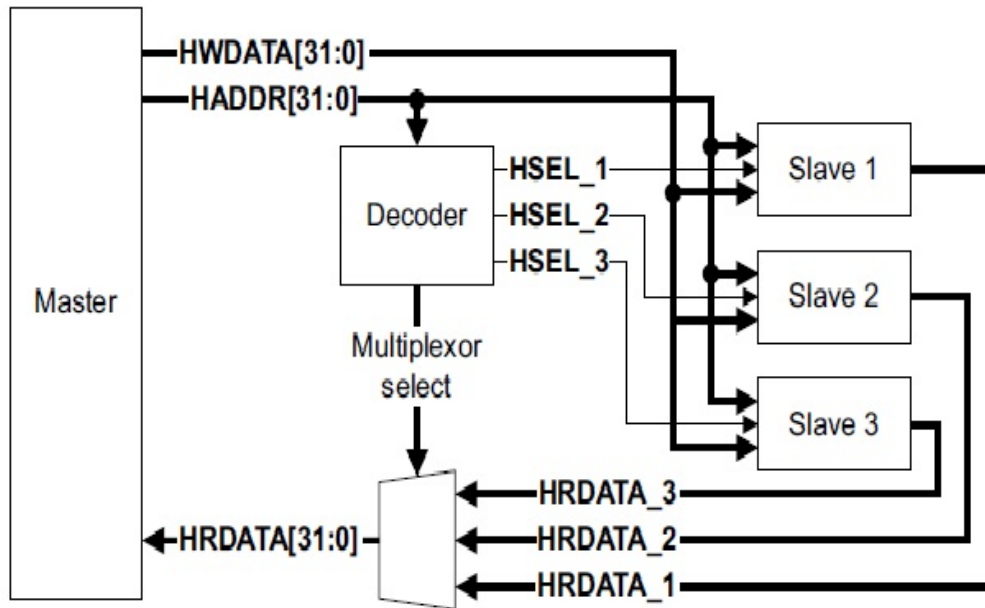 HWDATA[31:0]
HADDR[31:0]
HSEL_1
Slave 1
Decoder
HSEL_2
HSEL_3
Master
Slave 2
Multiplexor
select
Slave 3
HRDATA_3
HRDATA[31:0]
HRDATA_2
HRDATA_1